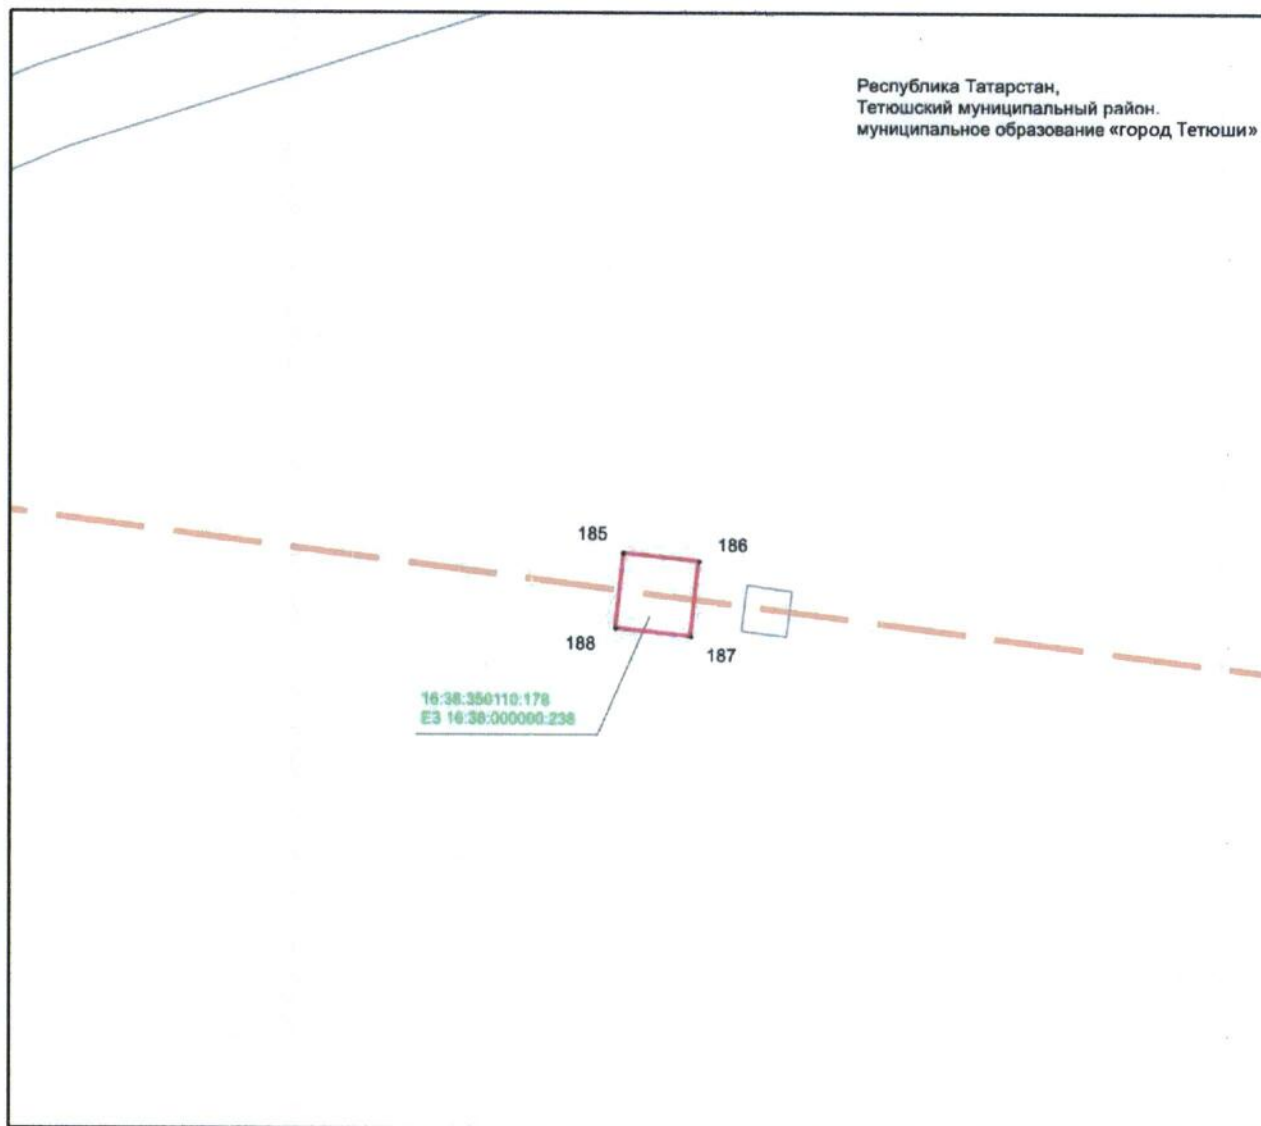 Республика Татарстан,
Тетюшский муниципальный район.
муниципальное образование «город Тетюши»
185
186
188
187
16:38:350110:178
ЕЗ 16:38:000000:238